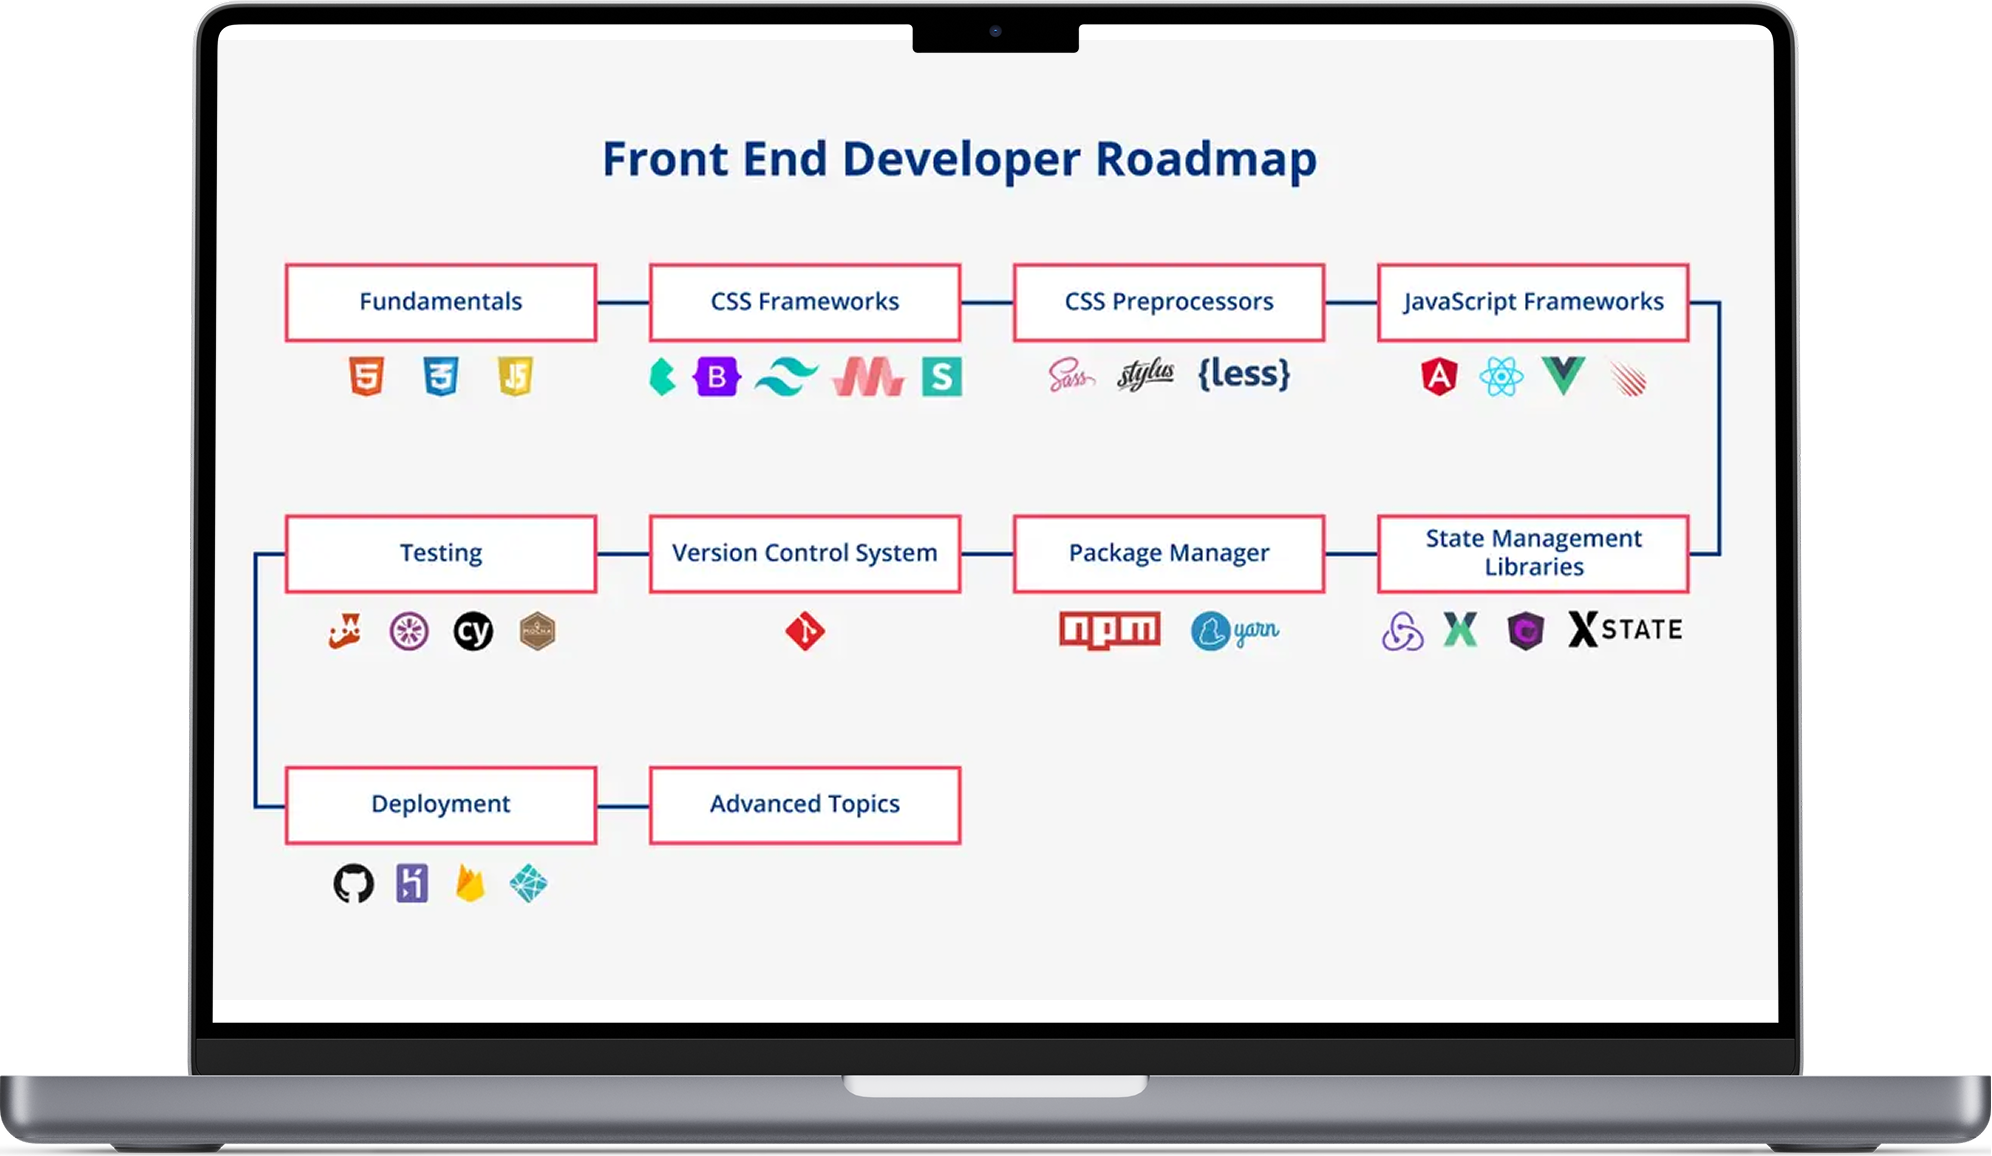 Front End Developer Roadmap
Fundamentals
CSS Frameworks
CSS Preprocessors
JavaScript Frameworks
5
3
JS
B
S
Sass
stylus
{less}
A
Testing
Version Control System
Package Manager
State Management
Libraries
cy
MOCHA
npm
yarn
XSTATE
Deployment
Advanced Topics